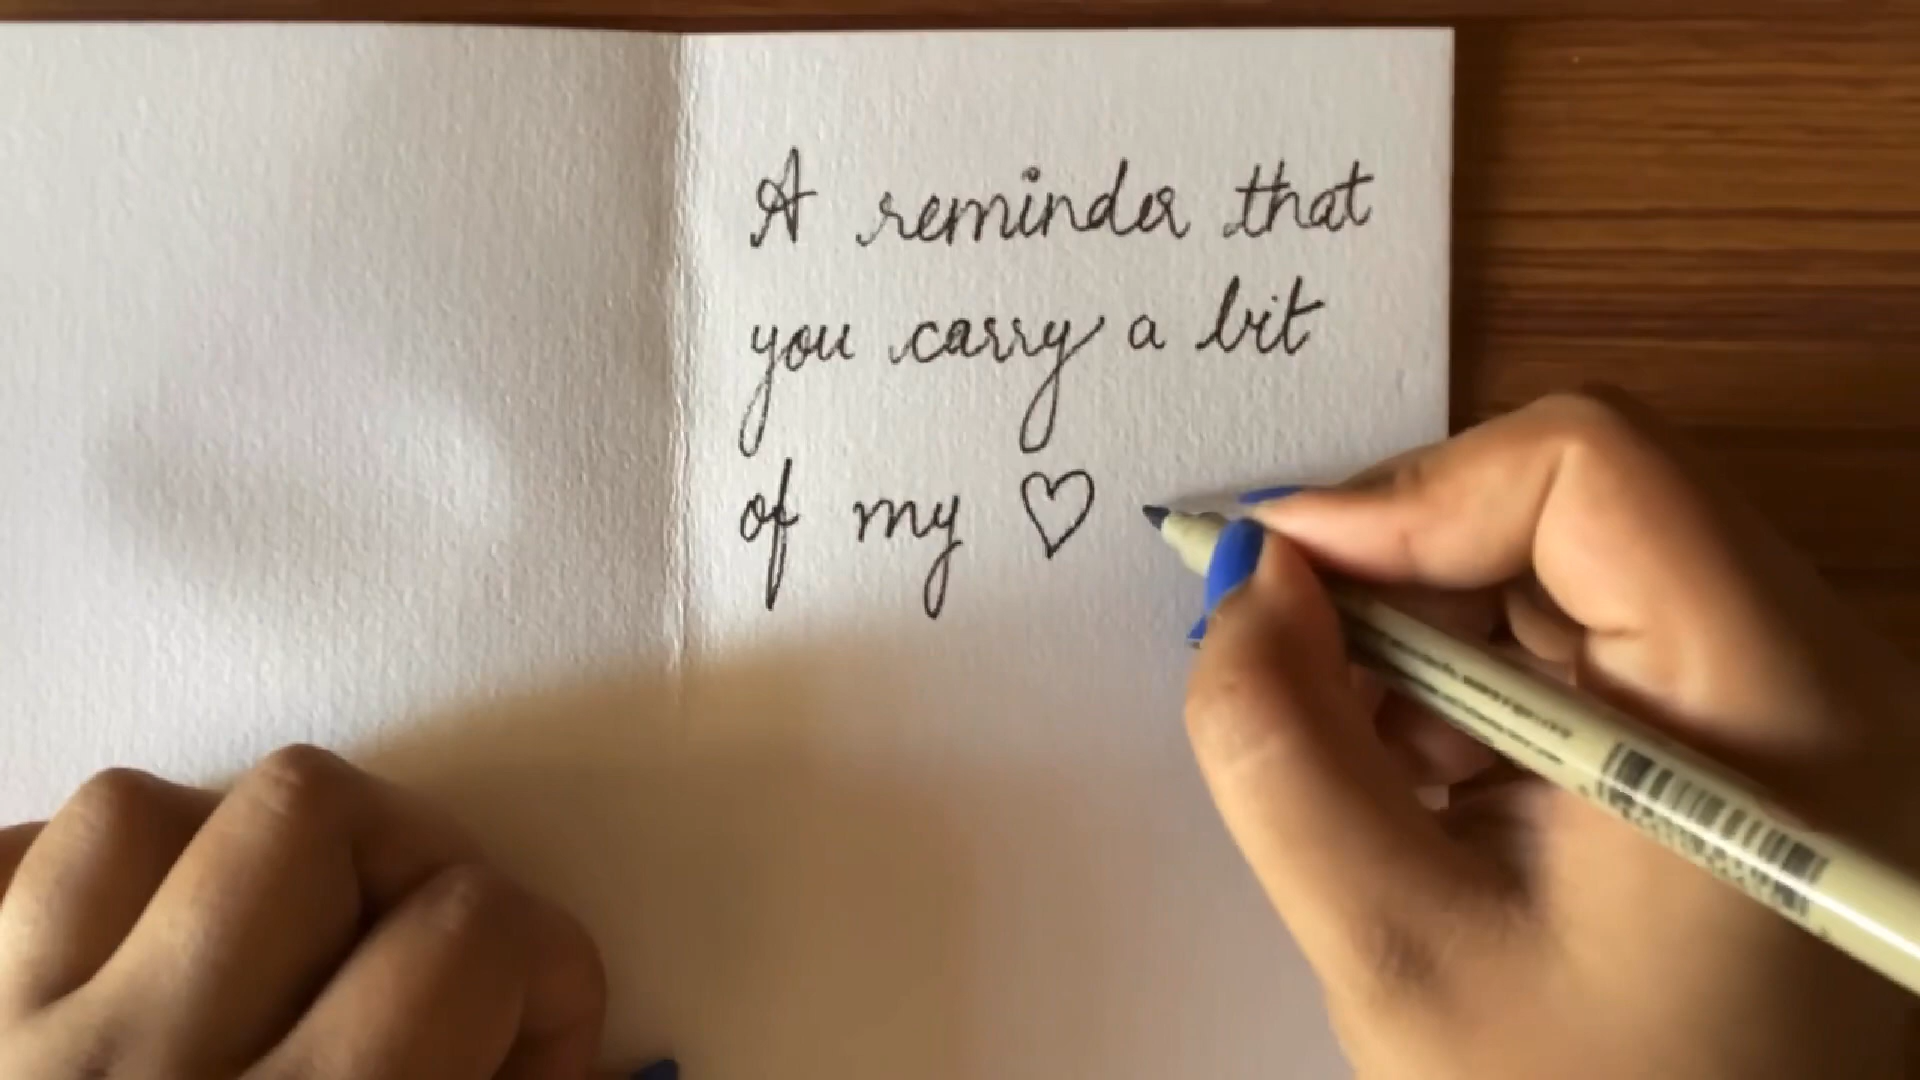 A reminder that
you carry a bit
of my ♡